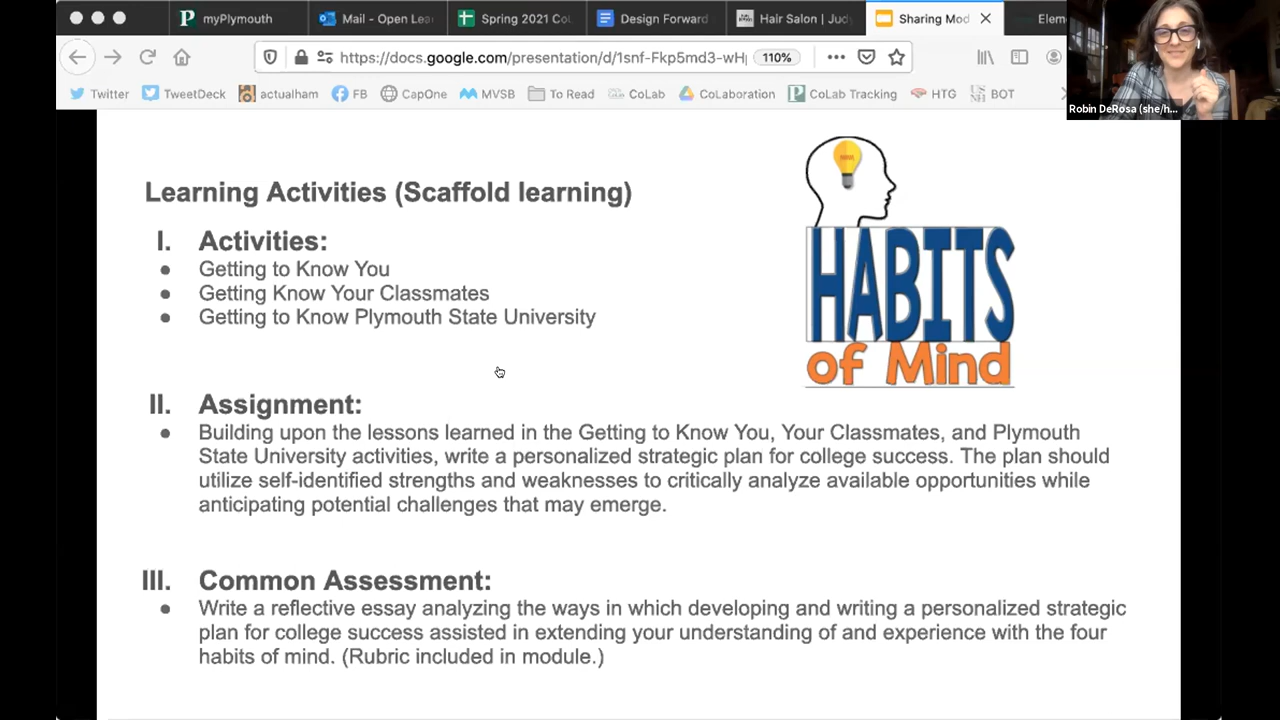 myPlymouth
Mail - Open Lea
Spring 2021 CoL
Design Forward
Hair Salon | Judy
Sharing Mod
Eleme
https://docs.google.com/presentation/d/1snf-Fkp5md3-wH
110%
Twitter
TweetDeck
actualham
FB
CapOne
MVSB
To Read
CoLab
CoLaboration
CoLab Tracking
HTG
BOT
Robin DeRosa (she/h...
Learning Activities (Scaffold learning)
I. Activities:
● Getting to Know You
● Getting Know Your Classmates
● Getting to Know Plymouth State University
HABITS
of Mind
II. Assignment:
● Building upon the lessons learned in the Getting to Know You, Your Classmates, and Plymouth
State University activities, write a personalized strategic plan for college success. The plan should
utilize self-identified strengths and weaknesses to critically analyze available opportunities while
anticipating potential challenges that may emerge.
III. Common Assessment:
● Write a reflective essay analyzing the ways in which developing and writing a personalized strategic
plan for college success assisted in extending your understanding of and experience with the four
habits of mind. (Rubric included in module.)